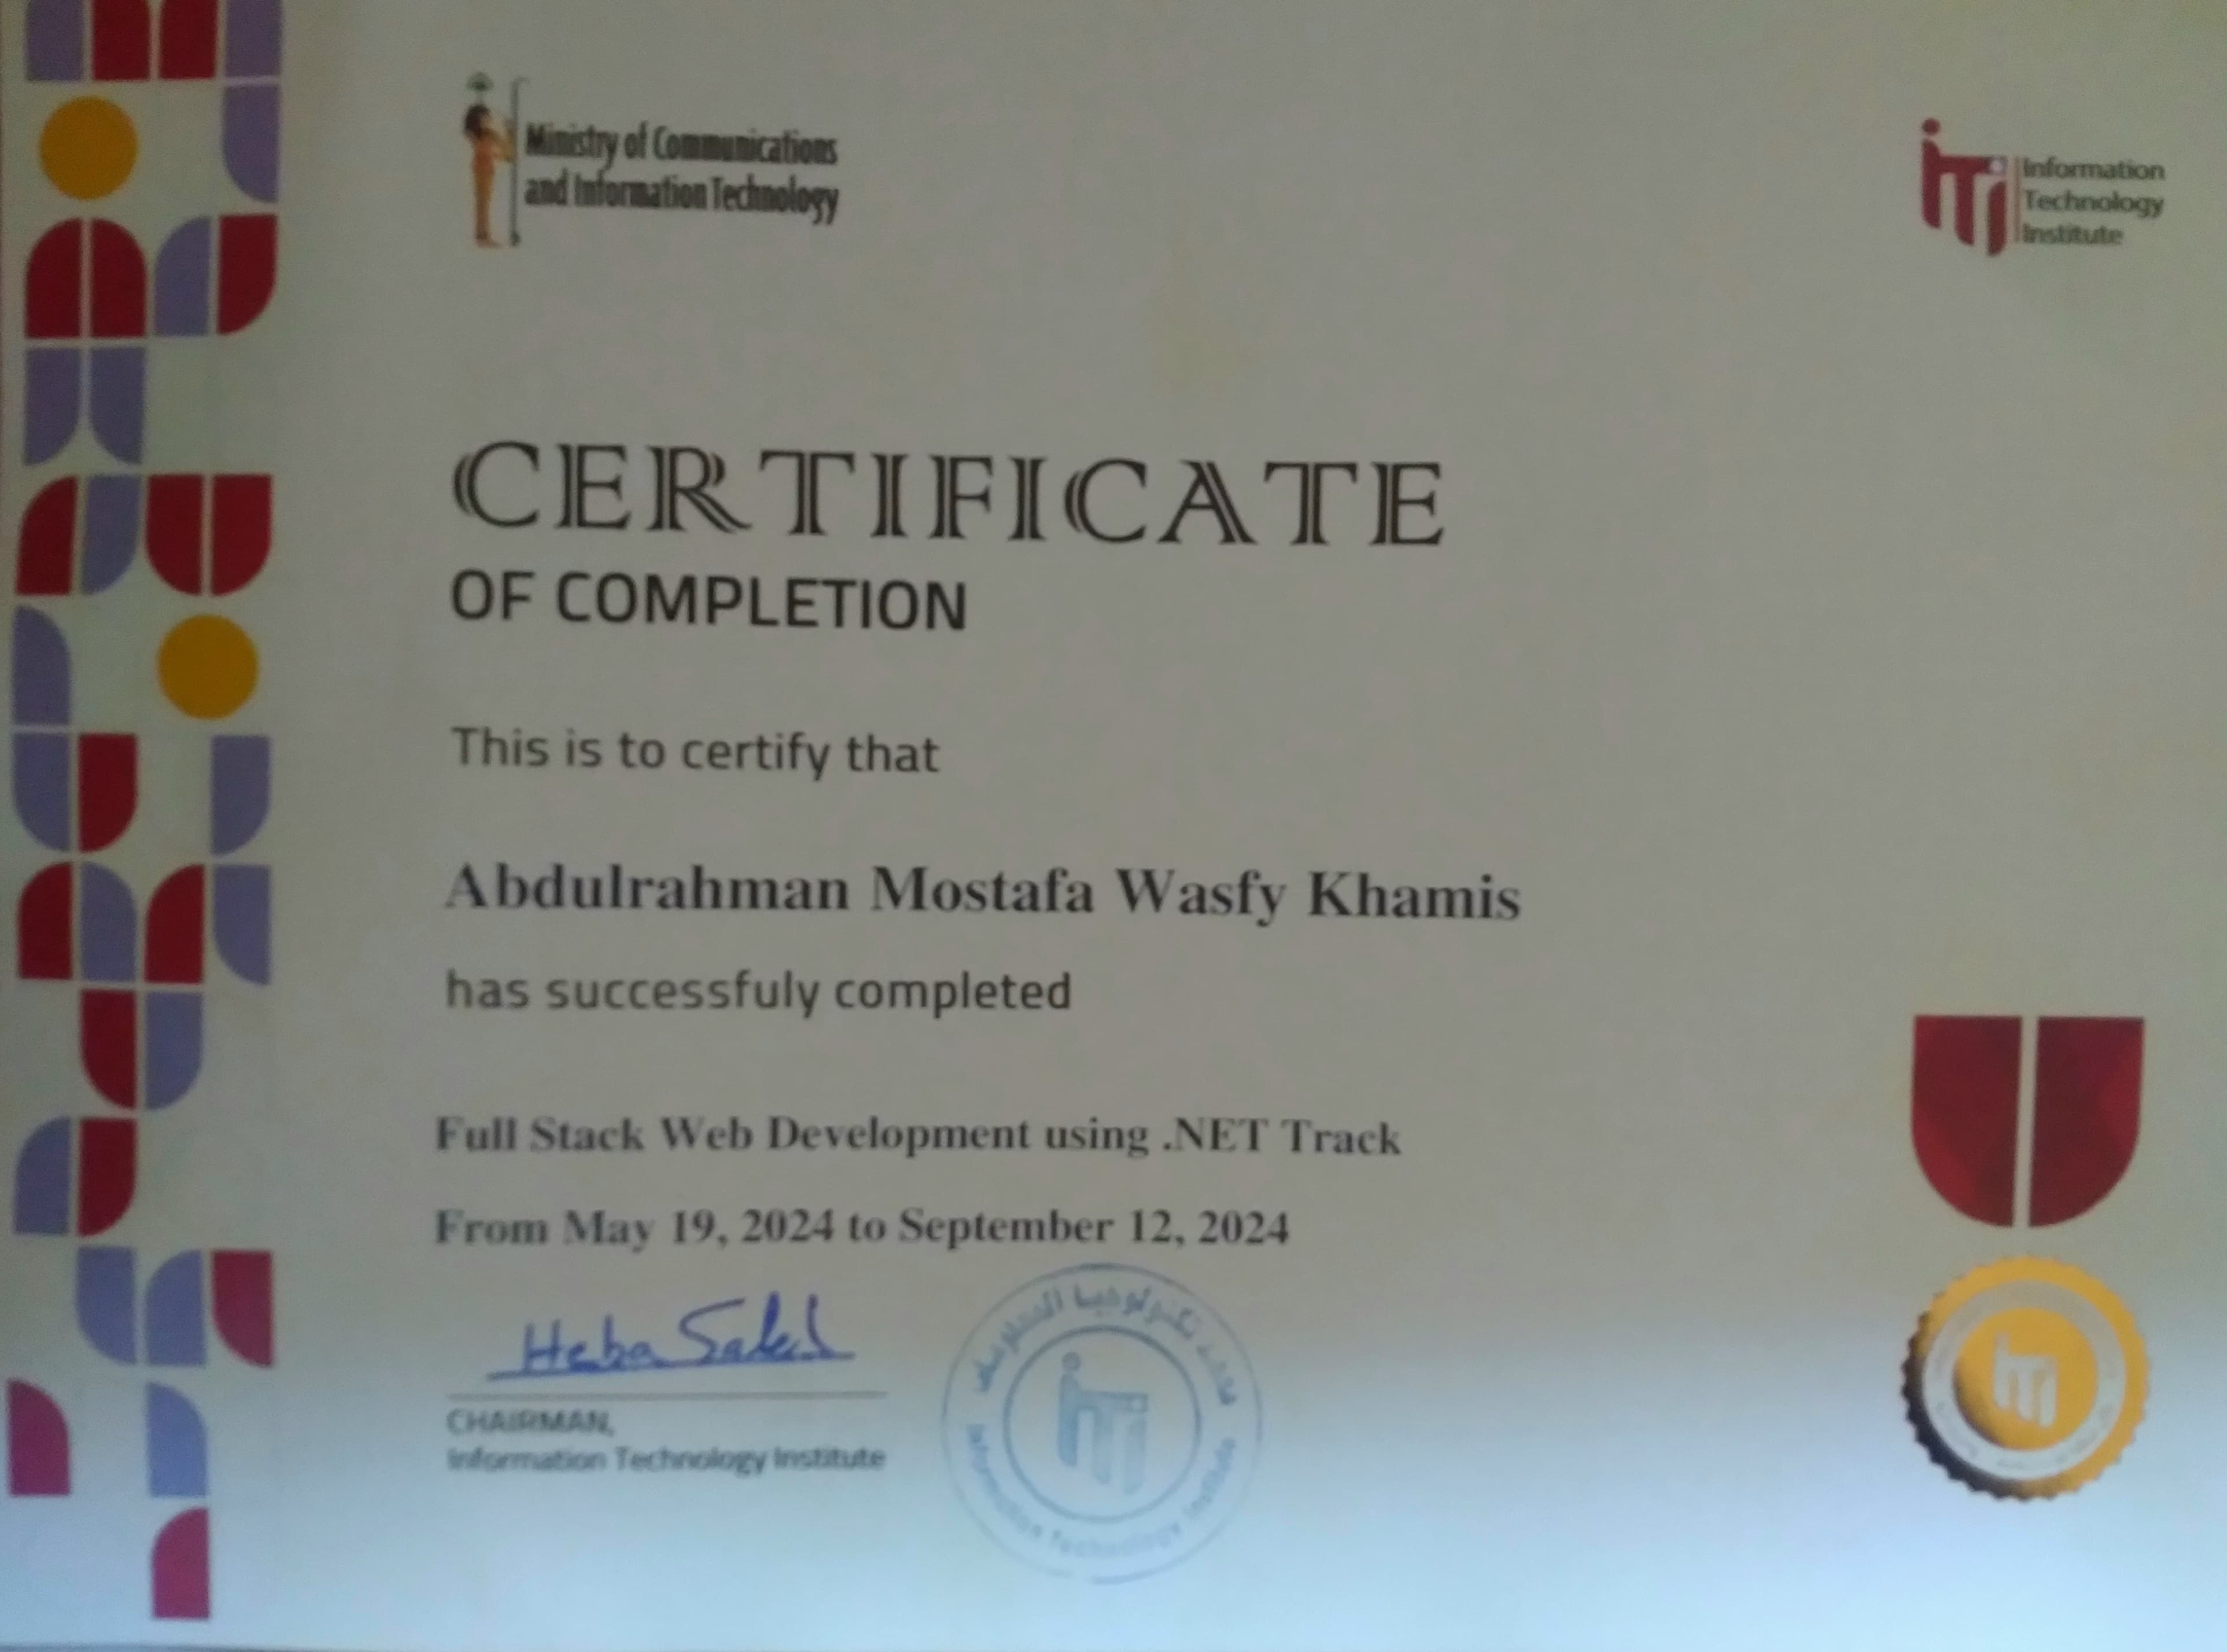 Ministry of Communications
and Information Technology
iTi
Information
Technology
Institute
CERTIFICATE
OF COMPLETION
This is to certify that
Abdulrahman Mostafa Wasfy Khamis
has successfuly completed
Full Stack Web Development using .NET Track
From May 19, 2024 to September 12, 2024
Heba Saleh
CHAIRMAN,
Information Technology Institute
معهد تكنولوجيا المعلومات
iTi
Information Technology Institute
iTi